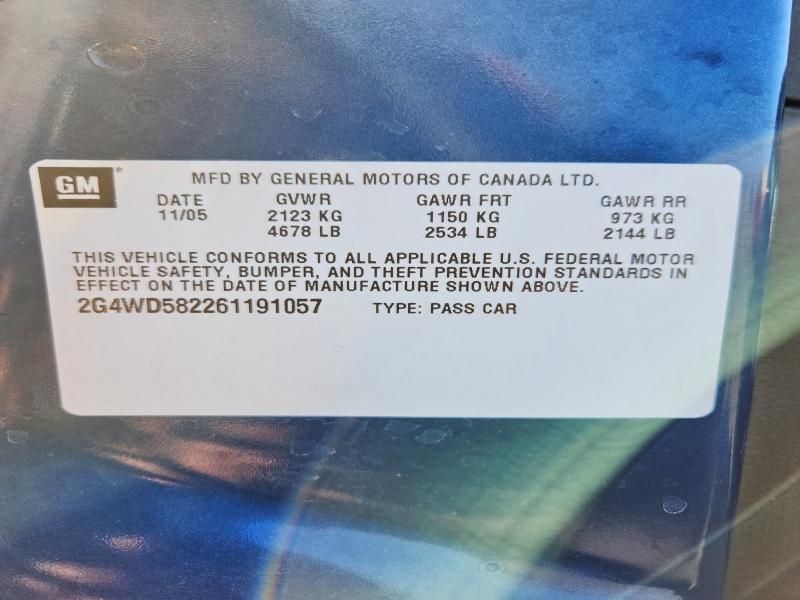 GM MFD BY GENERAL MOTORS OF CANADA LTD.
DATE GVWR GAWR FRT GAWR RR
11/05 2123 KG 1150 KG 973 KG
4678 LB 2534 LB 2144 LB
THIS VEHICLE CONFORMS TO ALL APPLICABLE U.S. FEDERAL MOTOR
VEHICLE SAFETY, BUMPER, AND THEFT PREVENTION STANDARDS IN
EFFECT ON THE DATE OF MANUFACTURE SHOWN ABOVE.
2G4WD582261191057 TYPE: PASS CAR